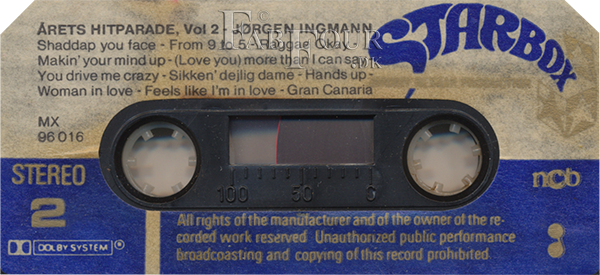 ÅRETS HITPARADE, Vol 2 - JØRGEN INGMANN
Shaddap you face - From 9 to 5 - Agadou
Makin' your mind up - (Love you) more than I can say
You drive me crazy - Sikken' dejlig dame - Hands up -
Woman in love - Feels like I'm in love - Gran Canaria
STARBOX
FAB FOUR
.DK
MX
96 016
STEREO
2
100 50 0
ncb
DOLBY SYSTEM ®
All rights of the manufacturer and of the owner of the re-
corded work reserved Unauthorized public performance
broadcasting and copying of this record prohibited